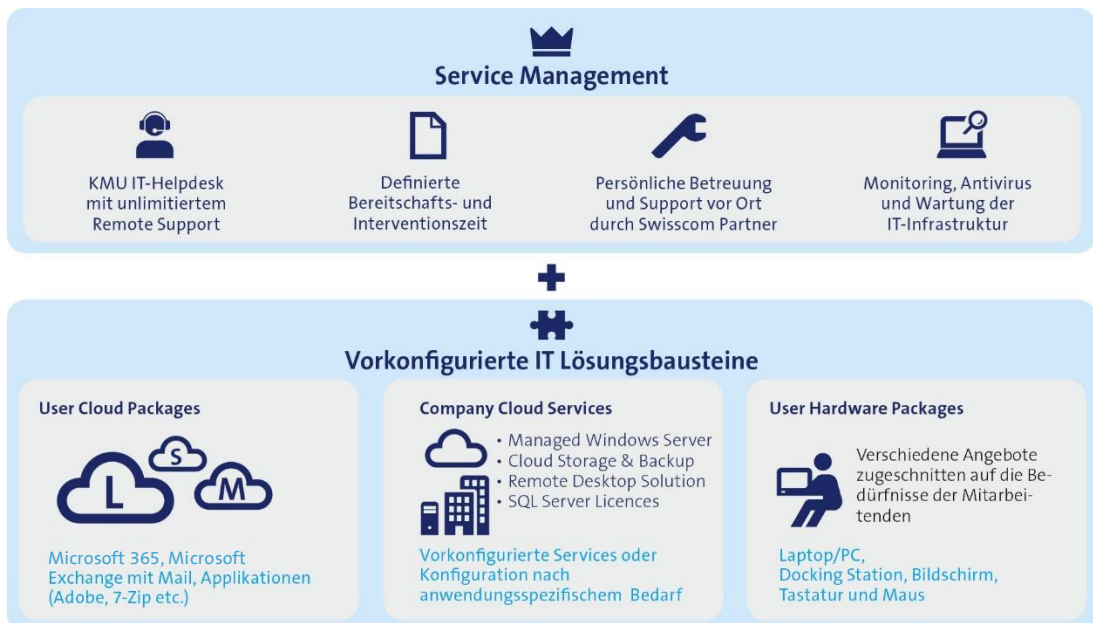 Service Management
KMU IT-Helpdesk
mit unlimitiertem
Remote Support
Definierte
Bereitschafts- und
Interventionszeit
Persönliche Betreuung
und Support vor Ort
durch Swisscom Partner
Monitoring, Antivirus
und Wartung der
IT-Infrastruktur
Vorkonfigurierte IT Lösungsbausteine
User Cloud Packages
L
S
M
Microsoft 365, Microsoft
Exchange mit Mail, Applikationen
(Adobe, 7-Zip etc.)
Company Cloud Services
• Managed Windows Server
• Cloud Storage & Backup
• Remote Desktop Solution
• SQL Server Licences
Vorkonfigurierte Services oder
Konfiguration nach
anwendungsspezifischem Bedarf
User Hardware Packages
Verschiedene Angebote
zugeschnitten auf die Be-
dürfnisse der Mitarbei-
tenden
Laptop/PC,
Docking Station, Bildschirm,
Tastatur und Maus